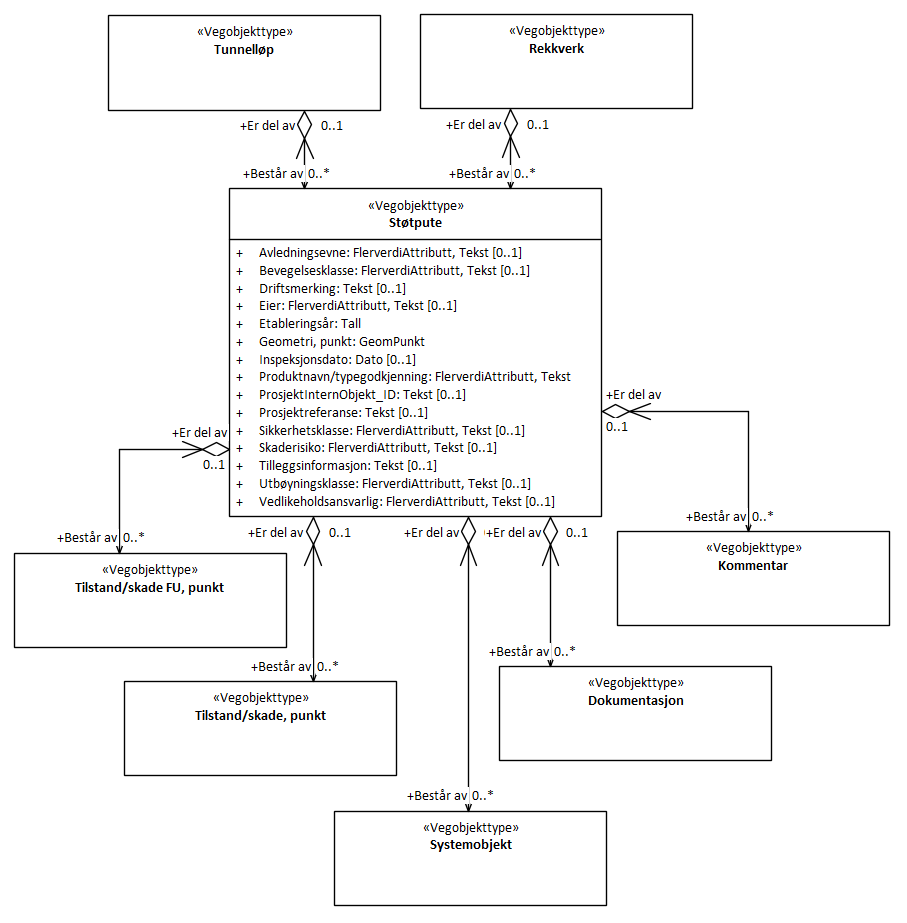 «Vegobjekttype»
Tunnelløp
«Vegobjekttype»
Rekkverk
+Er del av 0..1
+Er del av 0..1
+Består av 0..*
+Består av 0..*
«Vegobjekttype»
Støtpute
+ Avledningsevne: FlerverdiAttributt, Tekst [0..1]
+ Bevegelsesklasse: FlerverdiAttributt, Tekst [0..1]
+ Driftsmerking: Tekst [0..1]
+ Eier: FlerverdiAttributt, Tekst [0..1]
+ Etableringsår: Tall
+ Geometri, punkt: GeomPunkt
+ Inspeksjonsdato: Dato [0..1]
+ Produktnavn/typegodkjenning: FlerverdiAttributt, Tekst
+ ProsjektInternObjekt_ID: Tekst [0..1]
+ Prosjektreferanse: Tekst [0..1]
+ Sikkerhetsklasse: FlerverdiAttributt, Tekst [0..1]
+ Skaderisiko: FlerverdiAttributt, Tekst [0..1]
+ Tilleggsinformasjon: Tekst [0..1]
+ Utbøyningsklasse: FlerverdiAttributt, Tekst [0..1]
+ Vedlikeholdsansvarlig: FlerverdiAttributt, Tekst [0..1]
+Er del av
0..1
+Er del av
0..1
+Består av 0..*
+Består av 0..*
+Er del av 0..1
+Er del av
+Er del av 0..1
«Vegobjekttype»
Kommentar
«Vegobjekttype»
Tilstand/skade FU, punkt
+Består av 0..*
+Består av 0..*
«Vegobjekttype»
Dokumentasjon
«Vegobjekttype»
Tilstand/skade, punkt
+Består av 0..*
«Vegobjekttype»
Systemobjekt